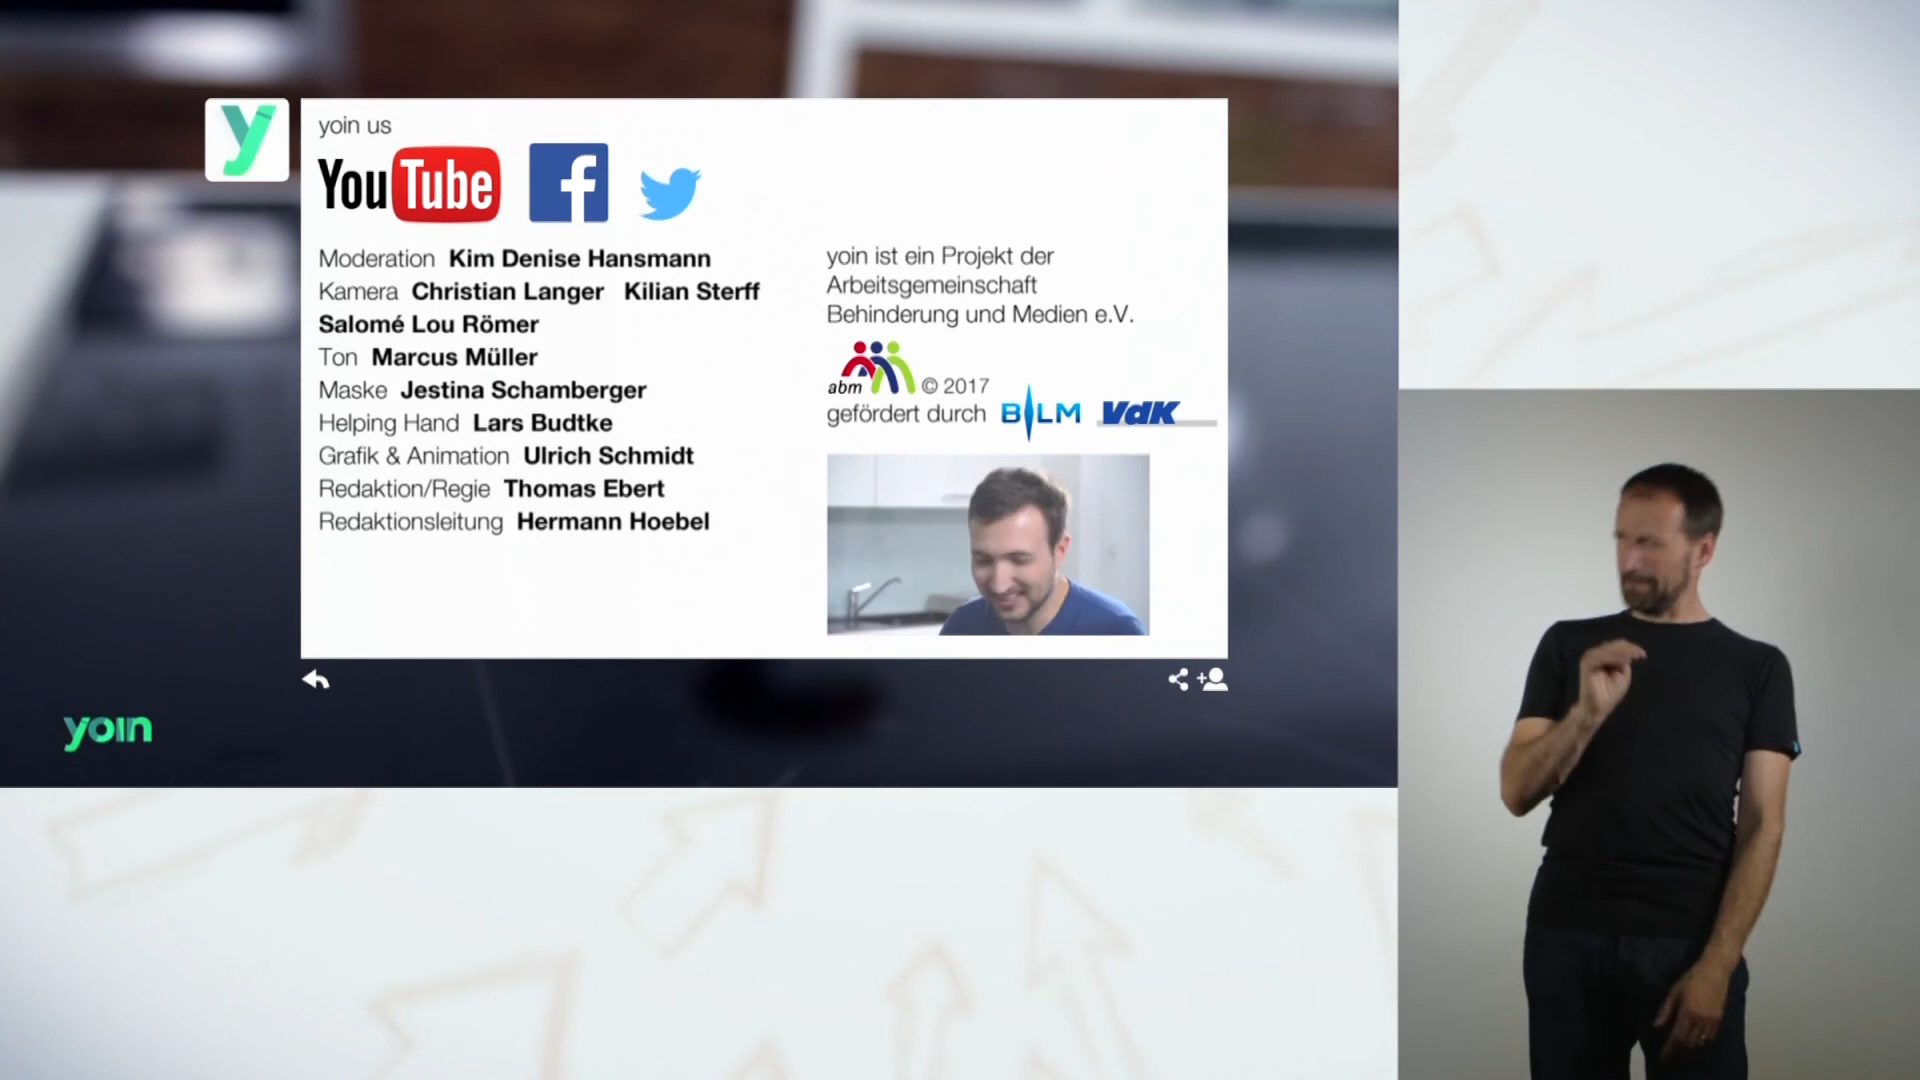 y
yoin us
YouTube
f
Moderation Kim Denise Hansmann
Kamera Christian Langer Kilian Sterff
Salomé Lou Römer
Ton Marcus Müller
Maske Jestina Schamberger
Helping Hand Lars Budtke
Grafik & Animation Ulrich Schmidt
Redaktion/Regie Thomas Ebert
Redaktionsleitung Hermann Hoebel
yoin ist ein Projekt der
Arbeitsgemeinschaft
Behinderung und Medien e.V.
abm © 2017
gefördert durch BLM VdK
yoin